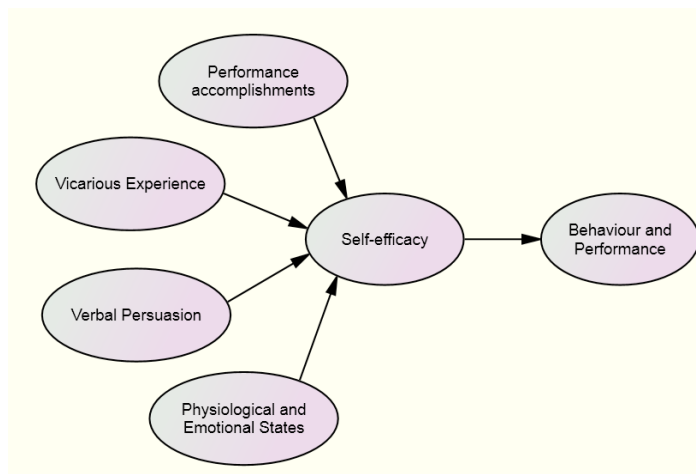 Performance
accomplishments
Vicarious Experience
Self-efficacy
Behaviour and
Performance
Verbal Persuasion
Physiological and
Emotional States